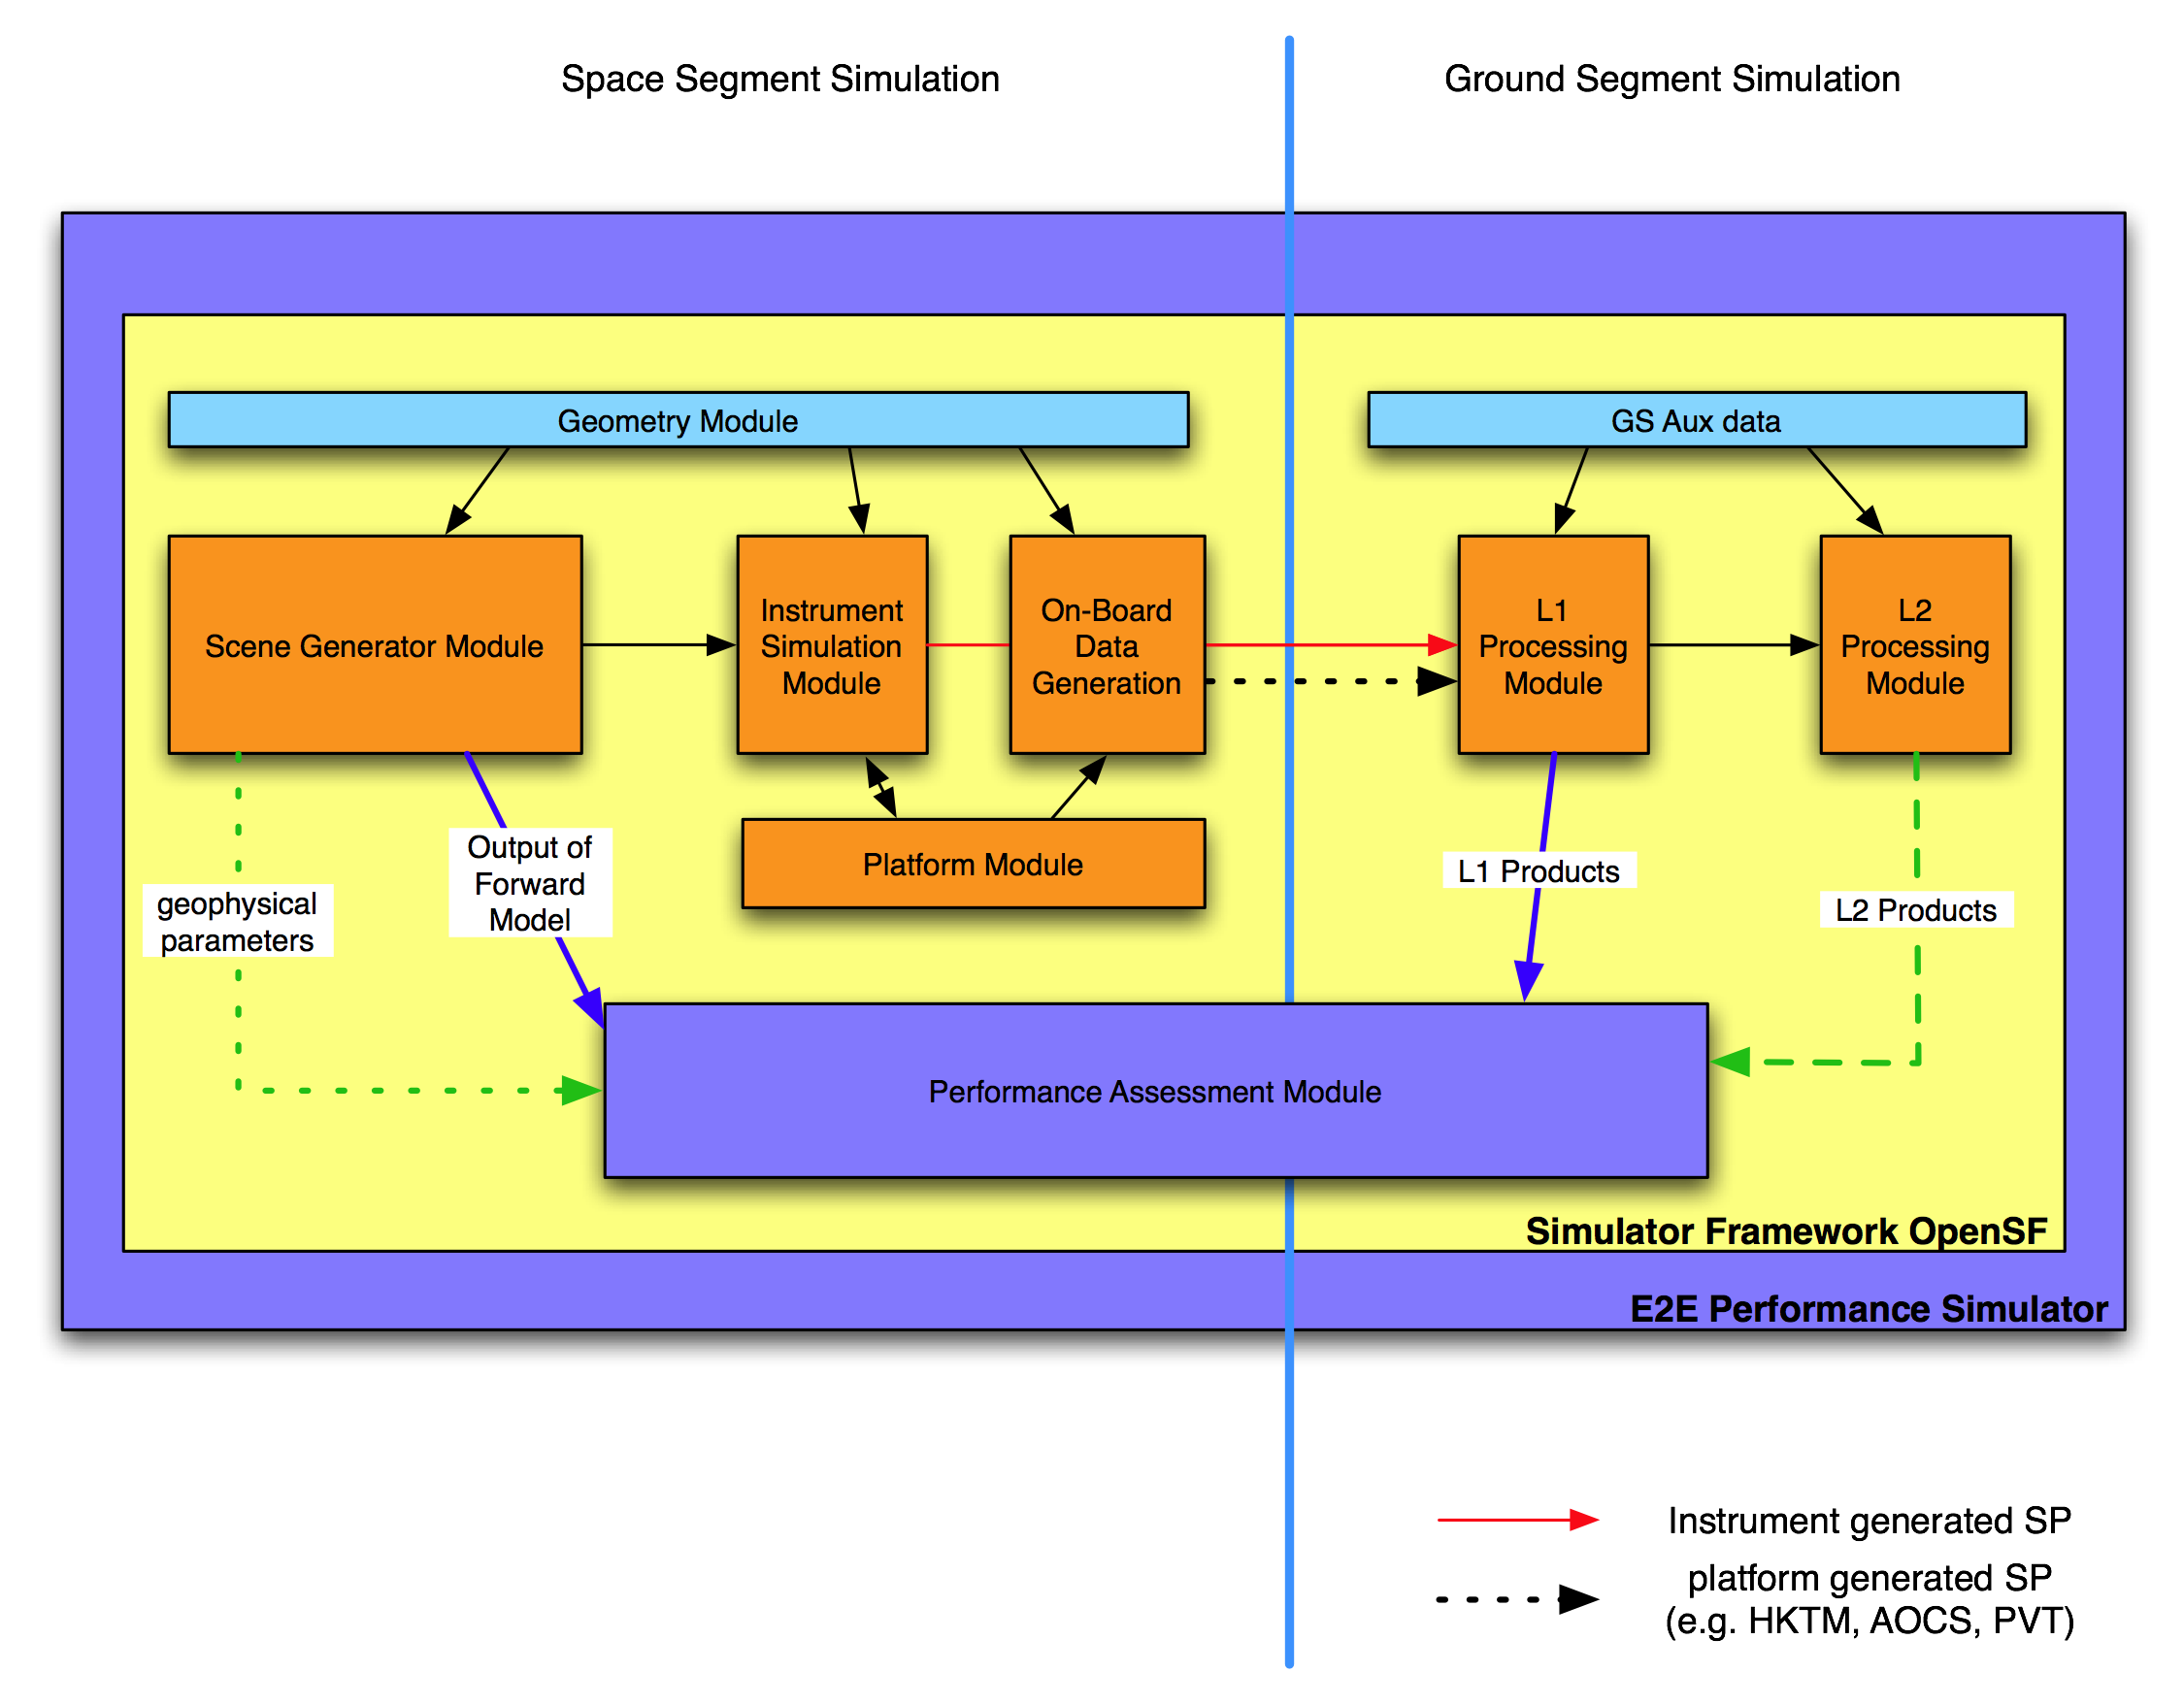 Space Segment Simulation
Ground Segment Simulation
Geometry Module
GS Aux data
Scene Generator Module
Instrument
Simulation
Module
On-Board
Data
Generation
L1
Processing
Module
L2
Processing
Module
Platform Module
Output of
Forward
Model
geophysical
parameters
L1 Products
L2 Products
Performance Assessment Module
Simulator Framework OpenSF
E2E Performance Simulator
Instrument generated SP
platform generated SP
(e.g. HKTM, AOCS, PVT)